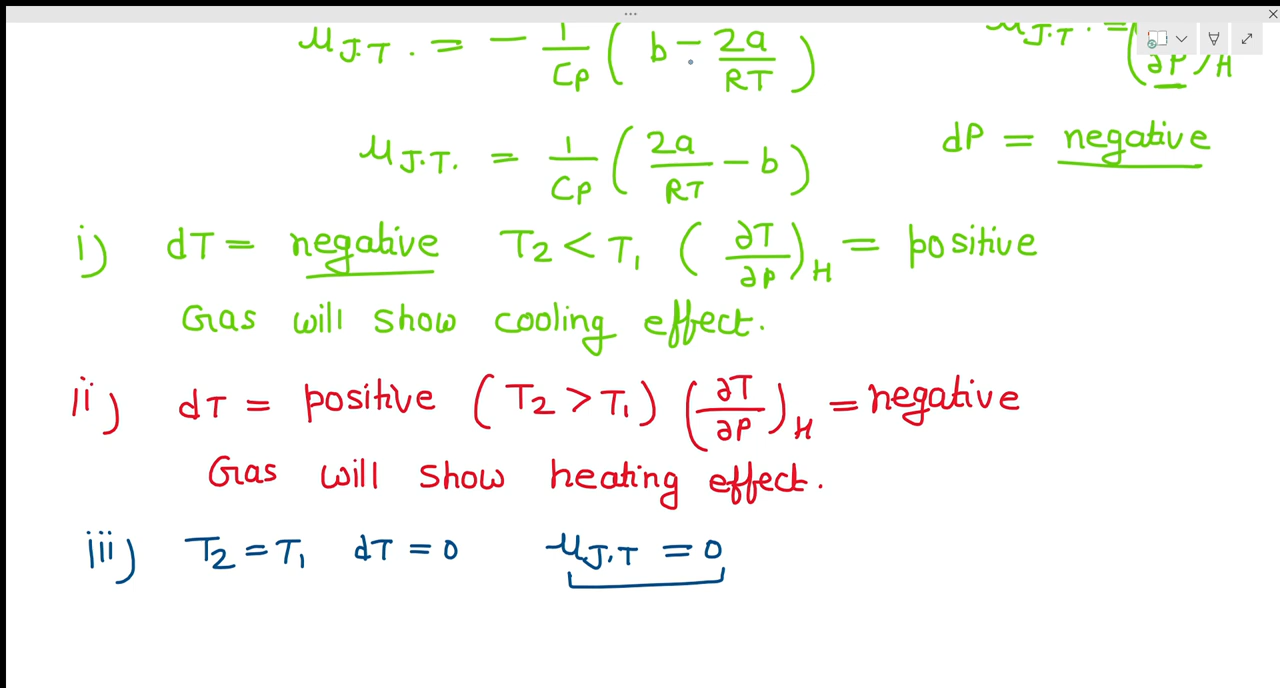 μJ.T. = - 1/Cp ( b - 2a/RT ) μJ.T. = ( /∂P )H
μJ.T. = 1/Cp ( 2a/RT - b ) dP = negative
i) dT = negative T2 < T1 ( ∂T/∂P )H = positive
Gas will show cooling effect.
ii) dT = positive ( T2 > T1 ) ( ∂T/∂P )H = negative
Gas will show heating effect.
iii) T2 = T1 dT = 0 μJ.T = 0